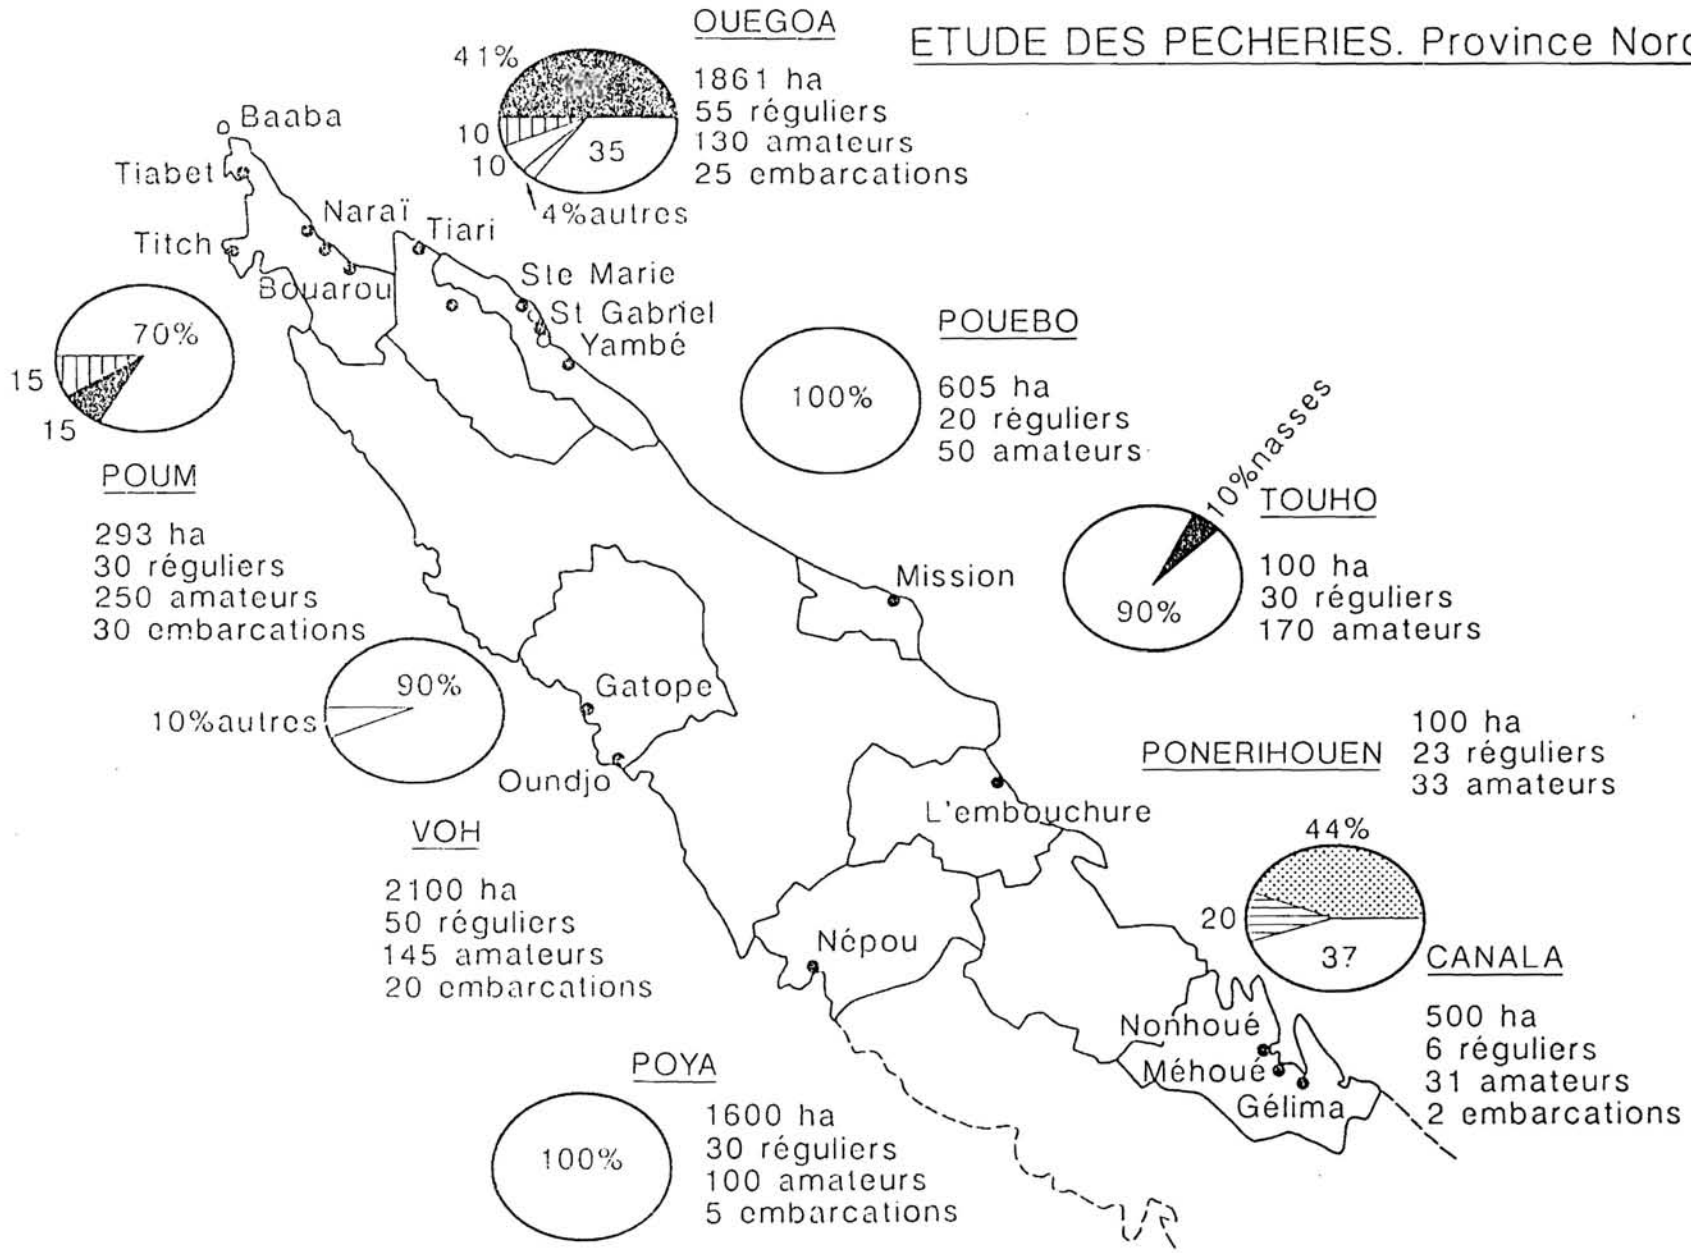 ETUDE DES PECHERIES. Province Nord
OUEGOA
1861 ha
55 réguliers
130 amateurs
25 embarcations
41%
10
10
35
4%autres
Baaba
Tiabet
Titch
Naraï
Bouarou
Tiari
Ste Marie
St Gabriel
Yambé
70%
15
15
POUM
293 ha
30 réguliers
250 amateurs
30 embarcations
POUEBO
100%
605 ha
20 réguliers
50 amateurs
10%nasses
TOUHO
90%
100 ha
30 réguliers
170 amateurs
Mission
90%
10%autres
Gatope
Oundjo
VOH
2100 ha
50 réguliers
145 amateurs
20 embarcations
PONERIHOUEN
100 ha
23 réguliers
33 amateurs
L'embouchure
44%
20
37
CANALA
500 ha
6 réguliers
31 amateurs
2 embarcations
Népou
Nonhoué
Méhoué
Gélima
POYA
100%
1600 ha
30 réguliers
100 amateurs
5 embarcations